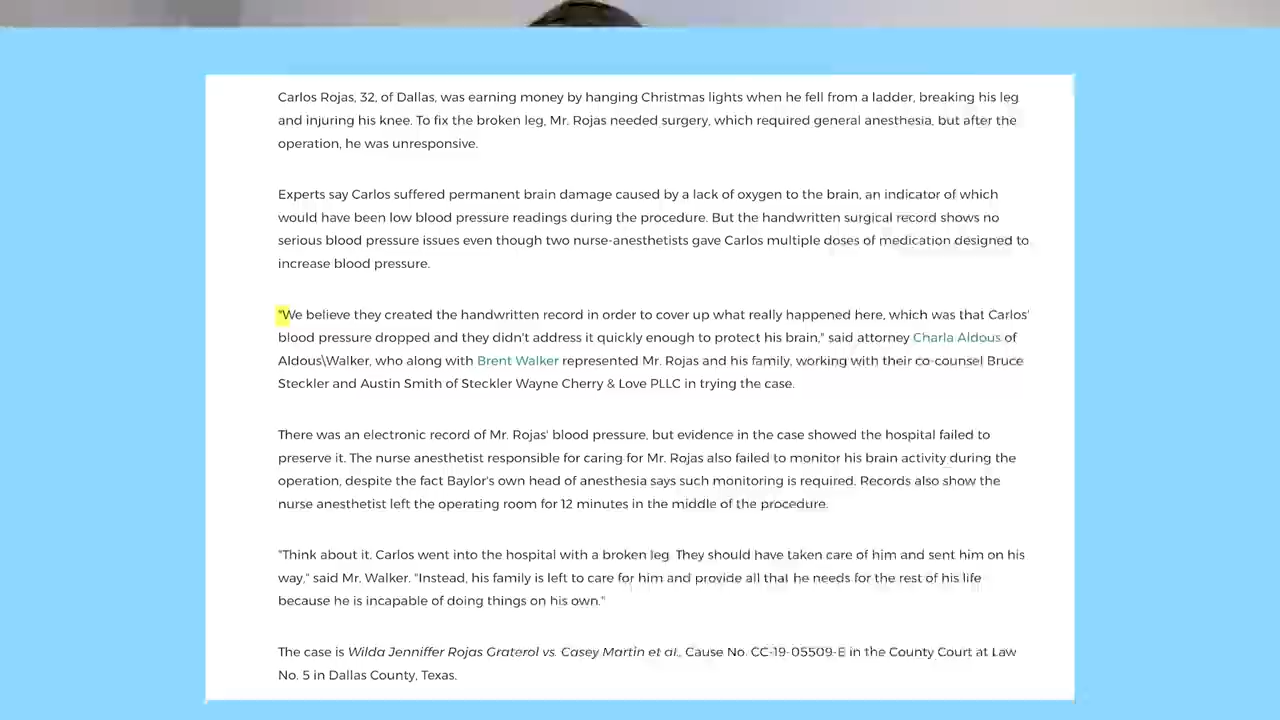 Carlos Rojas, 32, of Dallas, was earning money by hanging Christmas lights when he fell from a ladder, breaking his leg
and injuring his knee. To fix the broken leg, Mr. Rojas needed surgery, which required general anesthesia, but after the
operation, he was unresponsive.
Experts say Carlos suffered permanent brain damage caused by a lack of oxygen to the brain, an indicator of which
would have been low blood pressure readings during the procedure. But the handwritten surgical record shows no
serious blood pressure issues even though two nurse-anesthetists gave Carlos multiple doses of medication designed to
increase blood pressure.
"We believe they created the handwritten record in order to cover up what really happened here, which was that Carlos'
blood pressure dropped and they didn't address it quickly enough to protect his brain," said attorney Charla Aldous of
Aldous\Walker, who along with Brent Walker represented Mr. Rojas and his family, working with their co-counsel Bruce
Steckler and Austin Smith of Steckler Wayne Cherry & Love PLLC in trying the case.
There was an electronic record of Mr. Rojas' blood pressure, but evidence in the case showed the hospital failed to
preserve it. The nurse anesthetist responsible for caring for Mr. Rojas also failed to monitor his brain activity during the
operation, despite the fact Baylor's own head of anesthesia says such monitoring is required. Records also show the
nurse anesthetist left the operating room for 12 minutes in the middle of the procedure.
"Think about it. Carlos went into the hospital with a broken leg. They should have taken care of him and sent him on his
way," said Mr. Walker. "Instead, his family is left to care for him and provide all that he needs for the rest of his life
because he is incapable of doing things on his own."
The case is Wilda Jenniffer Rojas Graterol vs. Casey Martin et al., Cause No. CC-19-05509-E in the County Court at Law
No. 5 in Dallas County, Texas.